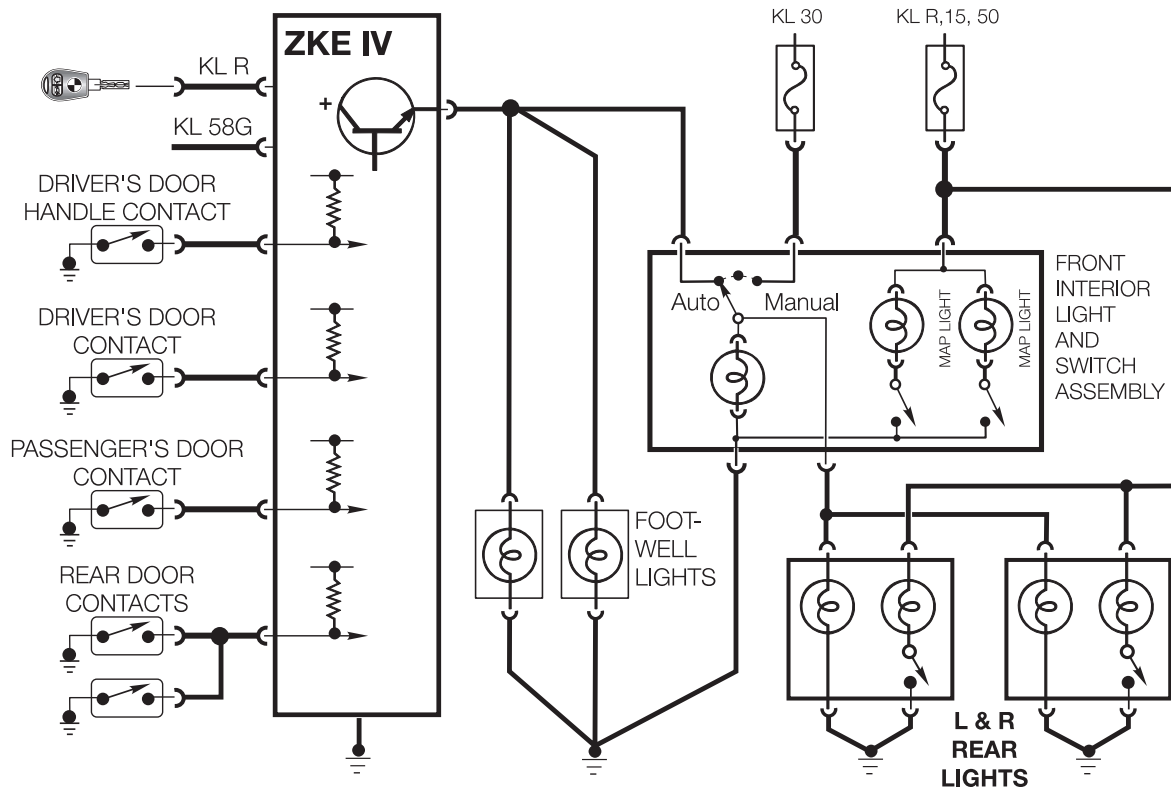 KL 30
KL R,15, 50
ZKE IV
KL R
+
KL 58G
DRIVER'S DOOR
HANDLE CONTACT
DRIVER'S DOOR
CONTACT
PASSENGER'S DOOR
CONTACT
REAR DOOR
CONTACTS
Auto
Manual
MAP LIGHT
MAP LIGHT
FRONT
INTERIOR
LIGHT
AND
SWITCH
ASSEMBLY
FOOT-
WELL
LIGHTS
L & R
REAR
LIGHTS